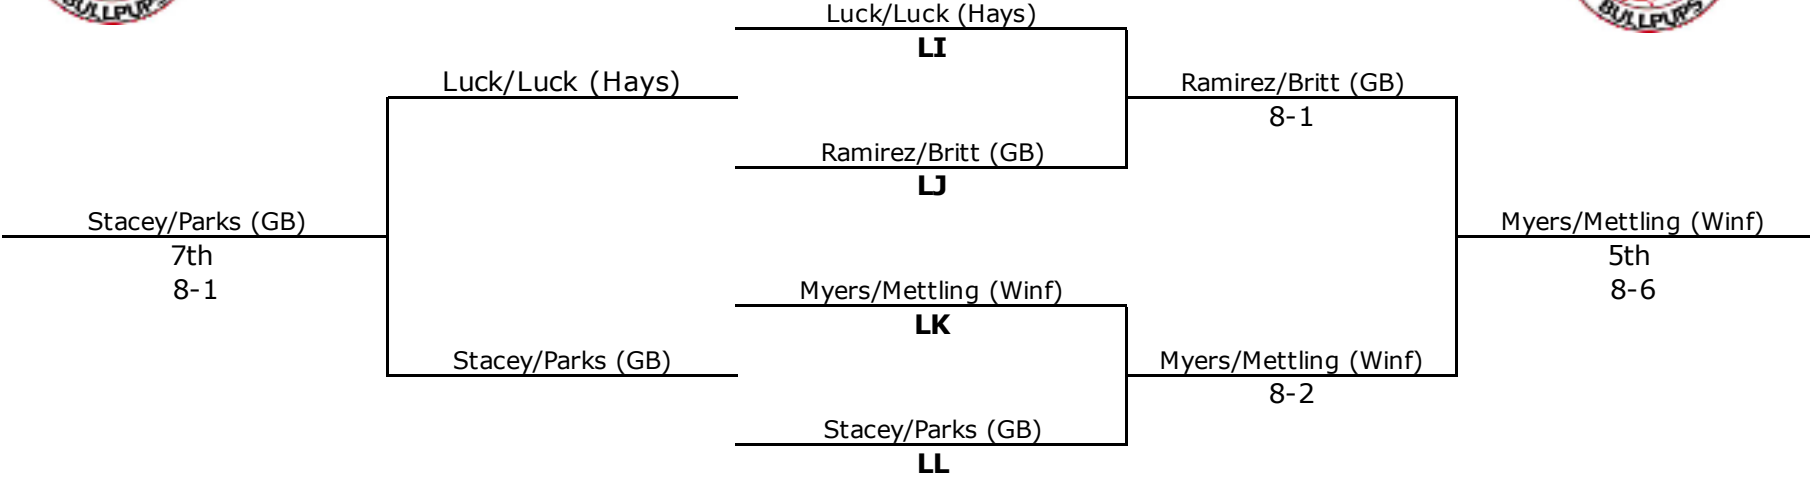 BULLPUPS
BULLPUPS
Luck/Luck (Hays)
LI
Luck/Luck (Hays)
Ramirez/Britt (GB)
8-1
Ramirez/Britt (GB)
LJ
Stacey/Parks (GB)
7th
8-1
Myers/Mettling (Winf)
5th
8-6
Myers/Mettling (Winf)
LK
Stacey/Parks (GB)
Myers/Mettling (Winf)
8-2
Stacey/Parks (GB)
LL